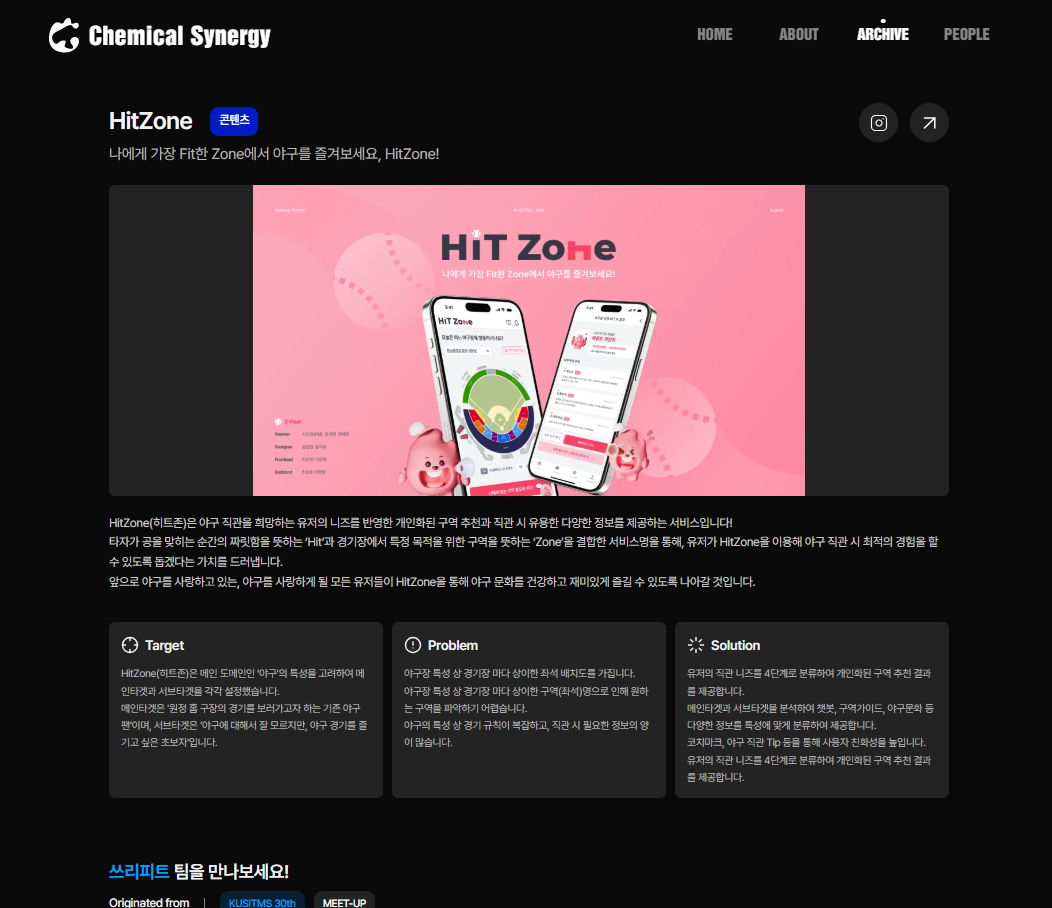 Chemical Synergy
HOME
ABOUT
ARCHIVE
PEOPLE
HitZone
콘텐츠
나에게 가장 Fit한 Zone에서 야구를 즐겨보세요, HitZone!
HiT Zone
나에게 가장 Fit한 Zone에서 야구를 즐겨보세요!
HiT Zone
HitZone(히트존)은 야구 직관을 희망하는 유저의 니즈를 반영한 개인화된 구역 추천과 직관 시 유용한 다양한 정보를 제공하는 서비스입니다!
타자가 공을 맞히는 순간의 짜릿함을 뜻하는 ‘Hit’과 경기장에서 특정 목적을 위한 구역을 뜻하는 ‘Zone’을 결합한 서비스명을 통해, 유저가 HitZone을 이용해 야구 직관 시 최적의 경험을 할
수 있도록 돕겠다는 가치를 드러냅니다.
앞으로 야구를 사랑하고 있는, 야구를 사랑하게 될 모든 유저들이 HitZone을 통해 야구 문화를 건강하고 재미있게 즐길 수 있도록 나아갈 것입니다.
Target
HitZone(히트존)은 메인 도메인인 ‘야구’의 특성을 고려하여 메
인타겟과 서브타겟을 각각 설정했습니다.
메인타겟은 ‘원정 홈 구장의 경기를 보러가고자 하는 기존 야구
팬’이며, 서브타겟은 ‘야구에 대해서 잘 모르지만, 야구 경기를 즐
기고 싶은 초보자’입니다.
Problem
야구장 특성 상 경기장 마다 상이한 좌석 배치도를 가집니다.
야구장 특성 상 경기장 마다 상이한 구역(좌석)명으로 인해 원하
는 구역을 파악하기 어렵습니다.
야구의 특성 상 경기 규칙이 복잡하고, 직관 시 필요한 정보의 양
이 많습니다.
Solution
유저의 직관 니즈를 4단계로 분류하여 개인화된 구역 추천 결과
를 제공합니다.
메인타겟과 서브타겟을 분석하여 챗봇, 구역가이드, 야구문화 등
다양한 정보를 특성에 맞게 분류하여 제공합니다.
코치마크, 야구 직관 Tip 등을 통해 사용자 친화성을 높입니다.
유저의 직관 니즈를 4단계로 분류하여 개인화된 구역 추천 결과
를 제공합니다.
쓰리피트 팀을 만나보세요!
Originated from
KUSITMS 30th
MEET-UP